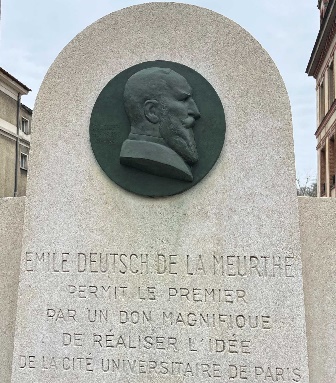 EMILE DEUTSCH DE LA MEURTHE
PERMIT LE PREMIER
PAR UN DON MAGNIFIQUE
DE RÉALISER L'IDÉE
DE LA CITÉ UNIVERSITAIRE DE PARIS